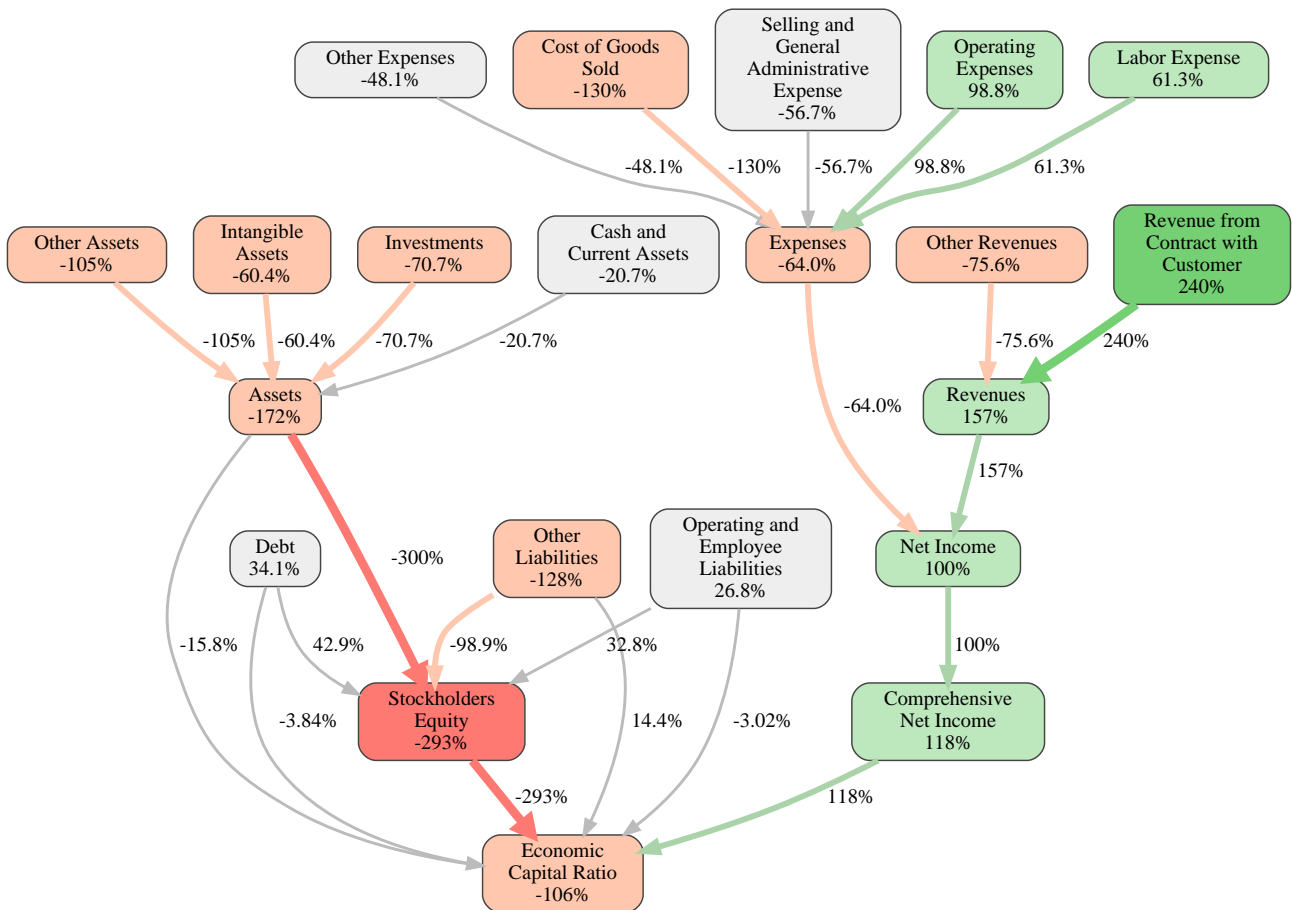 Other Expenses
-48.1%
Cost of Goods
Sold
-130%
Selling and
General
Administrative
Expense
-56.7%
Operating
Expenses
98.8%
Labor Expense
61.3%
-48.1%
-130%
-56.7%
98.8%
61.3%
Other Assets
-105%
Intangible
Assets
-60.4%
Investments
-70.7%
Cash and
Current Assets
-20.7%
Expenses
-64.0%
Other Revenues
-75.6%
Revenue from
Contract with
Customer
240%
-105%
-60.4%
-70.7%
-20.7%
-75.6%
240%
Assets
-172%
-64.0%
Revenues
157%
157%
Debt
34.1%
-300%
Other
Liabilities
-128%
Operating and
Employee
Liabilities
26.8%
Net Income
100%
-15.8%
42.9%
-98.9%
32.8%
100%
-3.84%
Stockholders
Equity
-293%
14.4%
-3.02%
Comprehensive
Net Income
118%
-293%
118%
Economic
Capital Ratio
-106%